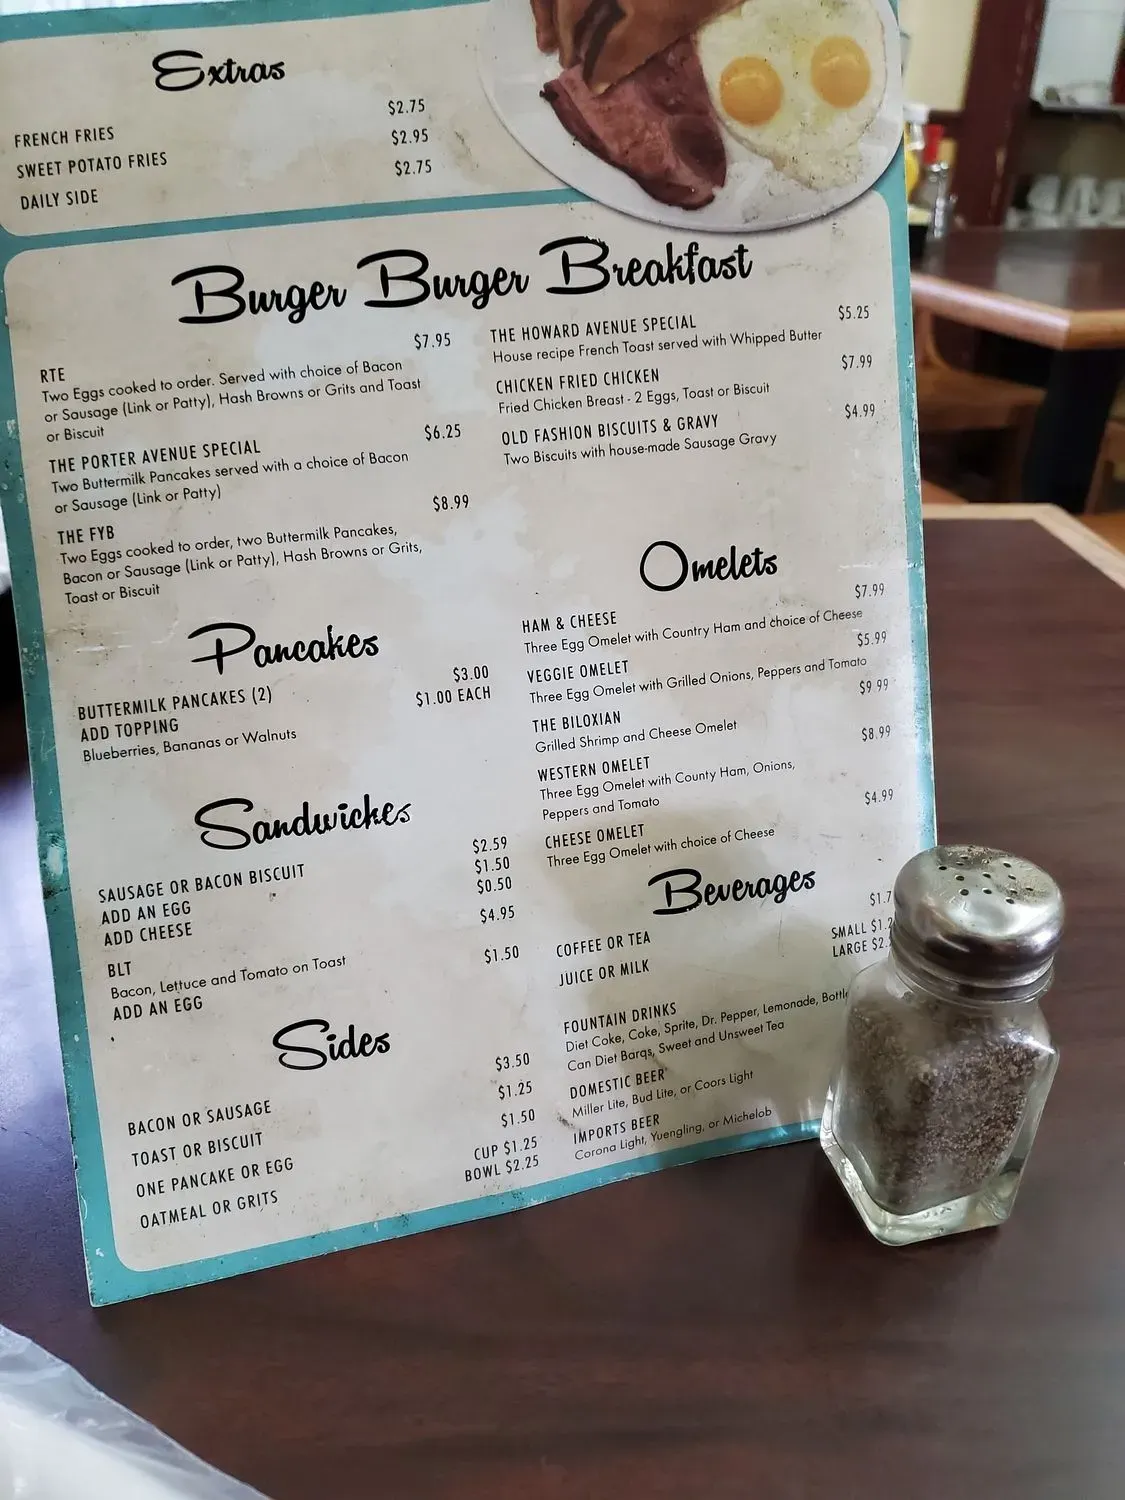 Extras
FRENCH FRIES $2.75
SWEET POTATO FRIES $2.95
DAILY SIDE $2.75
Burger Burger Breakfast
RTE $7.95
Two Eggs cooked to order. Served with choice of Bacon
or Sausage (Link or Patty), Hash Browns or Grits and Toast
or Biscuit
THE PORTER AVENUE SPECIAL $6.25
Two Buttermilk Pancakes served with a choice of Bacon
or Sausage (Link or Patty)
THE FYB $8.99
Two Eggs cooked to order, two Buttermilk Pancakes,
Bacon or Sausage (Link or Patty), Hash Browns or Grits,
Toast or Biscuit
Pancakes
BUTTERMILK PANCAKES (2) $3.00
ADD TOPPING $1.00 EACH
Blueberries, Bananas or Walnuts
Sandwiches
SAUSAGE OR BACON BISCUIT $2.59
ADD AN EGG $1.50
ADD CHEESE $0.50
BLT $4.95
Bacon, Lettuce and Tomato on Toast
ADD AN EGG $1.50
Sides
BACON OR SAUSAGE $3.50
TOAST OR BISCUIT $1.25
ONE PANCAKE OR EGG $1.50
OATMEAL OR GRITS CUP $1.25
BOWL $2.25
THE HOWARD AVENUE SPECIAL $5.25
House recipe French Toast served with Whipped Butter
CHICKEN FRIED CHICKEN $7.99
Fried Chicken Breast - 2 Eggs, Toast or Biscuit
OLD FASHION BISCUITS & GRAVY $4.99
Two Biscuits with house-made Sausage Gravy
Omelets
HAM & CHEESE $7.99
Three Egg Omelet with Country Ham and choice of Cheese
VEGGIE OMELET $5.99
Three Egg Omelet with Grilled Onions, Peppers and Tomato
THE BILOXIAN $9.99
Grilled Shrimp and Cheese Omelet
WESTERN OMELET $8.99
Three Egg Omelet with County Ham, Onions,
Peppers and Tomato
CHEESE OMELET $4.99
Three Egg Omelet with choice of Cheese
Beverages
COFFEE OR TEA
JUICE OR MILK SMALL
LARGE
FOUNTAIN DRINKS
Diet Coke, Coke, Sprite, Dr. Pepper, Lemonade,
Can Diet Barqs, Sweet and Unsweet Tea
DOMESTIC BEER
Miller Lite, Bud Lite, or Coors Light
IMPORTS BEER
Corona Light, Yuengling, or Michelob